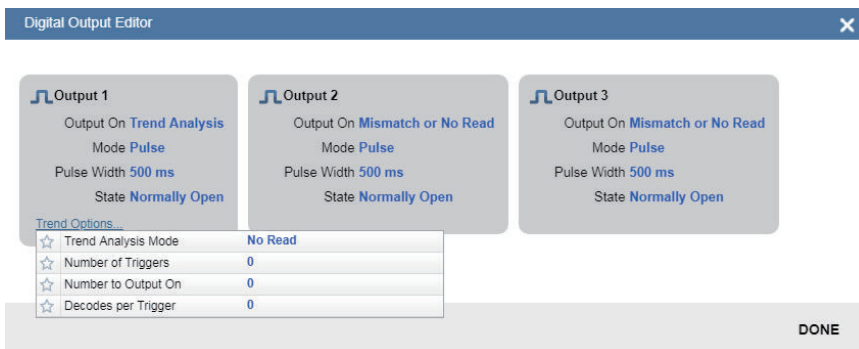 Digital Output Editor
Output 1
Output On Trend Analysis
Mode Pulse
Pulse Width 500 ms
State Normally Open
Trend Options...
Trend Analysis Mode No Read
Number of Triggers 0
Number to Output On 0
Decodes per Trigger 0
Output 2
Output On Mismatch or No Read
Mode Pulse
Pulse Width 500 ms
State Normally Open
Output 3
Output On Mismatch or No Read
Mode Pulse
Pulse Width 500 ms
State Normally Open
DONE